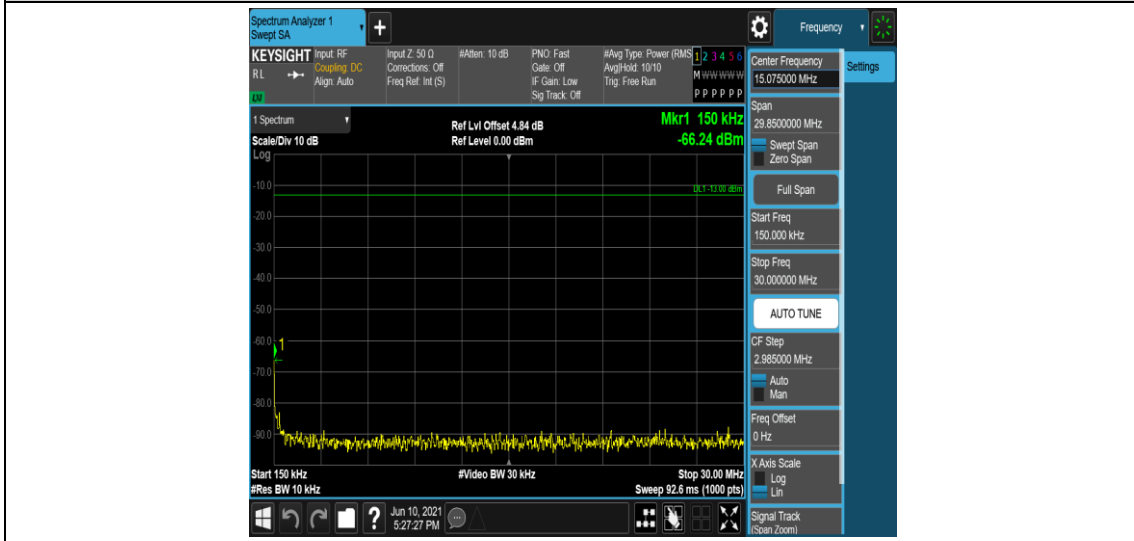 Spectrum Analyzer 1
Swept SA
+
Frequency
KEYSIGHT
R L
LNI
Input: RF
Coupling: DC
Align: Auto
Input Z: 50 Ω
Corrections: Off
Freq Ref: Int (S)
#Atten: 10 dB
PNO: Fast
Gate: Off
IF Gain: Low
Sig Track: Off
#Avg Type: Power (RMS
Avg|Hold: 10/10
Trig: Free Run
1 2 3 4 5 6
M W W W W W
P P P P P P
1 Spectrum
Scale/Div 10 dB
Log
Ref Lvl Offset 4.84 dB
Ref Level 0.00 dBm
Mkr1 150 kHz
-66.24 dBm
DL1 -13.00 dBm
-10.0
-20.0
-30.0
-40.0
-50.0
-60.0
-70.0
-80.0
-90.0
1
Start 150 kHz
#Res BW 10 kHz
#Video BW 30 kHz
Stop 30.00 MHz
Sweep 92.6 ms (1000 pts)
Center Frequency
15.075000 MHz
Settings
Span
29.8500000 MHz
Swept Span
Zero Span
Full Span
Start Freq
150.000 kHz
Stop Freq
30.000000 MHz
AUTO TUNE
CF Step
2.985000 MHz
Auto
Man
Freq Offset
0 Hz
X Axis Scale
Log
Lin
Signal Track
(Span Zoom)
?
Jun 10, 2021
5:27:27 PM